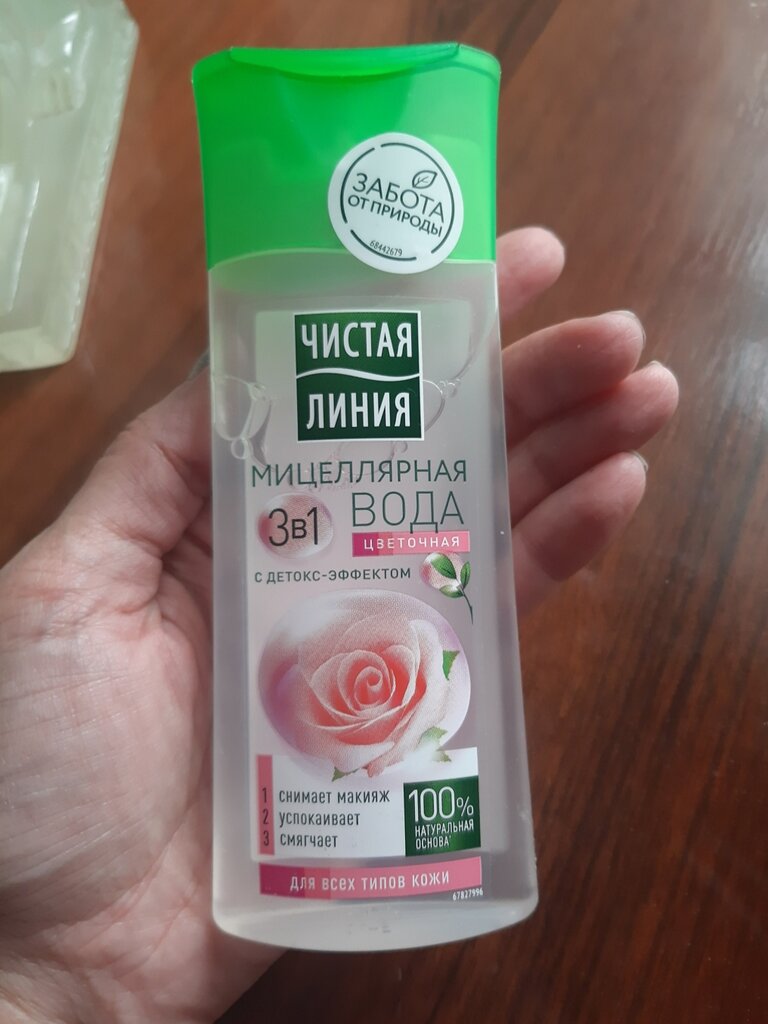 ЗАБОТА
ОТ ПРИРОДЫ
68442679
ЧИСТАЯ
ЛИНИЯ
МИЦЕЛЛЯРНАЯ
3в1 ВОДА
ЦВЕТОЧНАЯ
С ДЕТОКС-ЭФФЕКТОМ
1 снимает макияж
2 успокаивает
3 смягчает
100%
НАТУРАЛЬНАЯ
ОСНОВА*
ДЛЯ ВСЕХ ТИПОВ КОЖИ
67827996